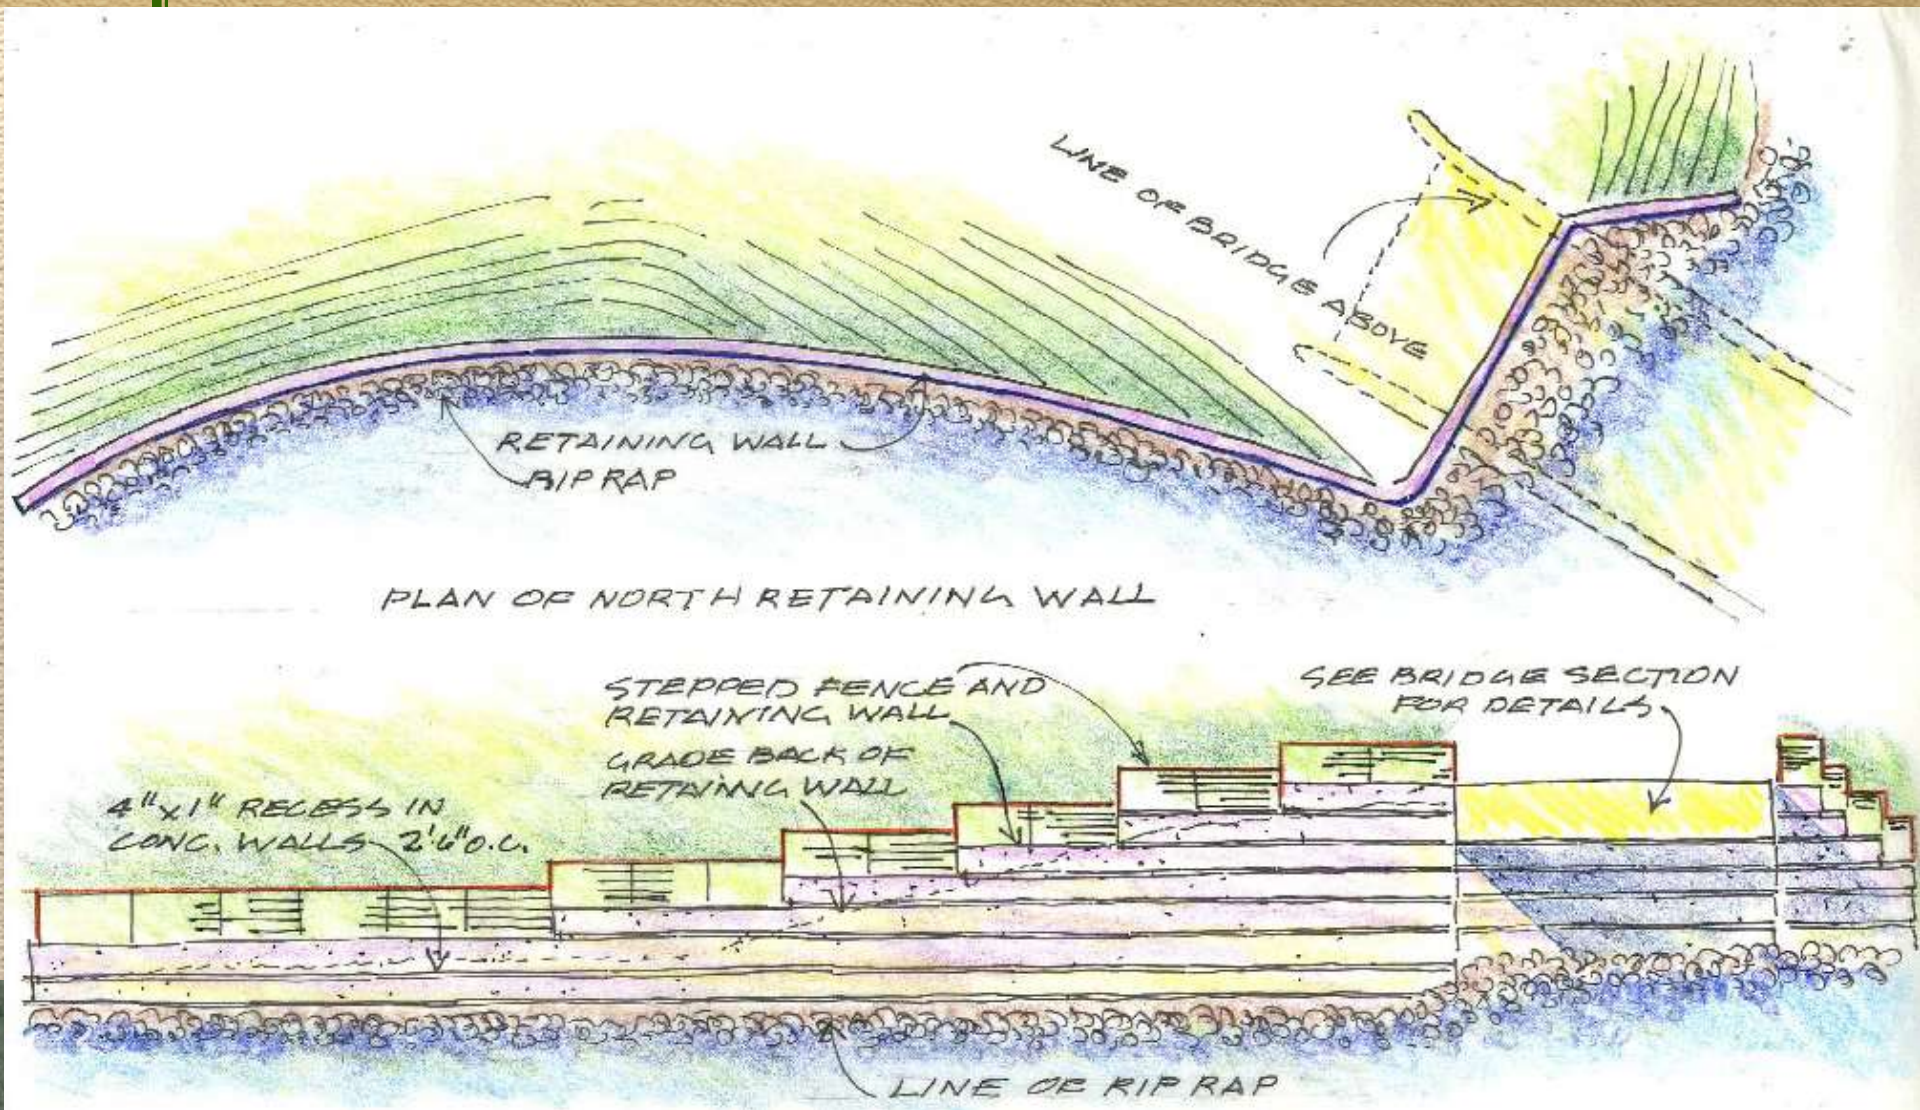 LINE OF BRIDGE ABOVE
RETAINING WALL
RIP RAP
PLAN OF NORTH RETAINING WALL
STEPPED FENCE AND
RETAINING WALL
SEE BRIDGE SECTION
FOR DETAILS
GRADE BACK OF
RETAING WALL
4"x1" RECESS IN
CONC. WALLS 2'6"O.C.
LINE OF RIP RAP